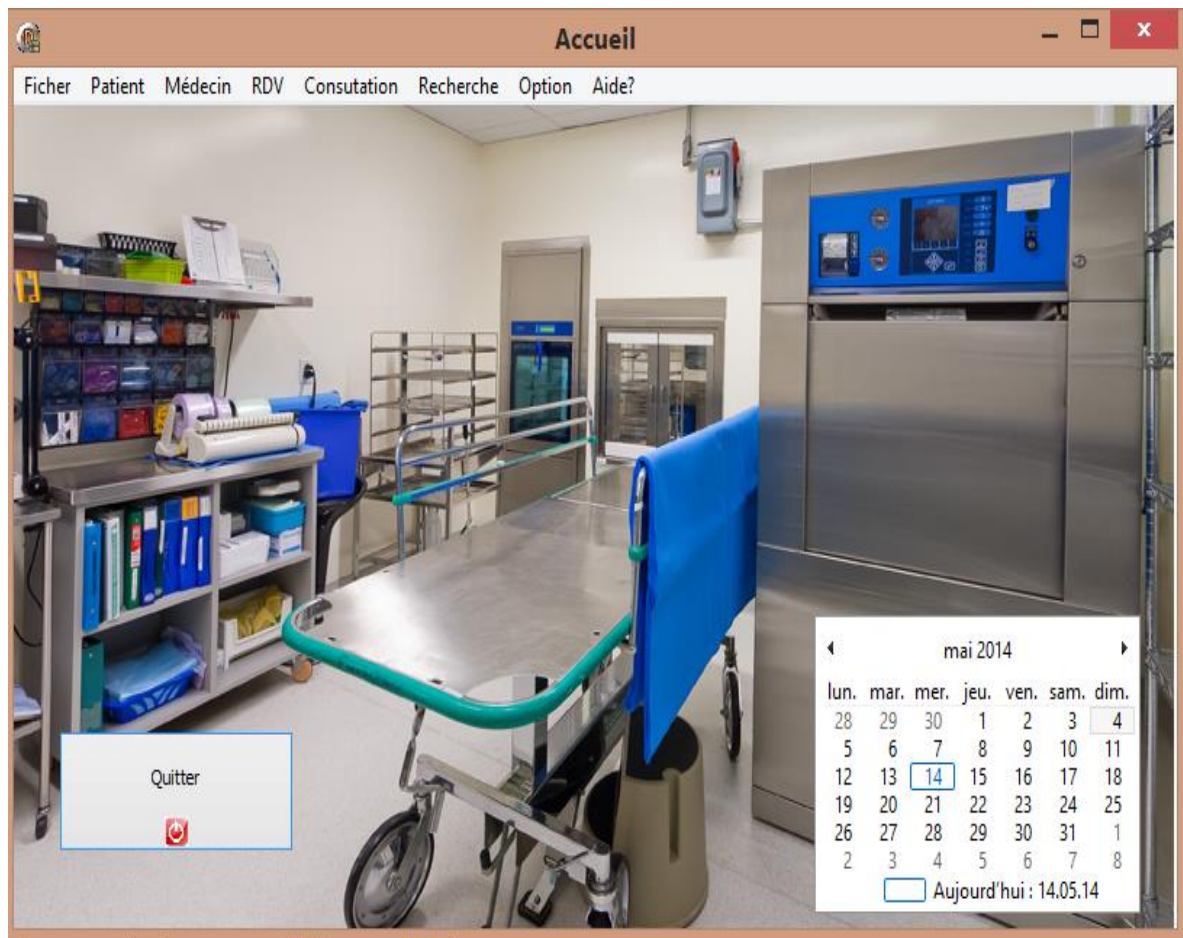 Accueil
Ficher Patient Médecin RDV Consutation Recherche Option Aide?
Quitter
mai 2014
lun. mar. mer. jeu. ven. sam. dim.
28 29 30 1 2 3 4
5 6 7 8 9 10 11
12 13 14 15 16 17 18
19 20 21 22 23 24 25
26 27 28 29 30 31 1
2 3 4 5 6 7 8
Aujourd'hui : 14.05.14